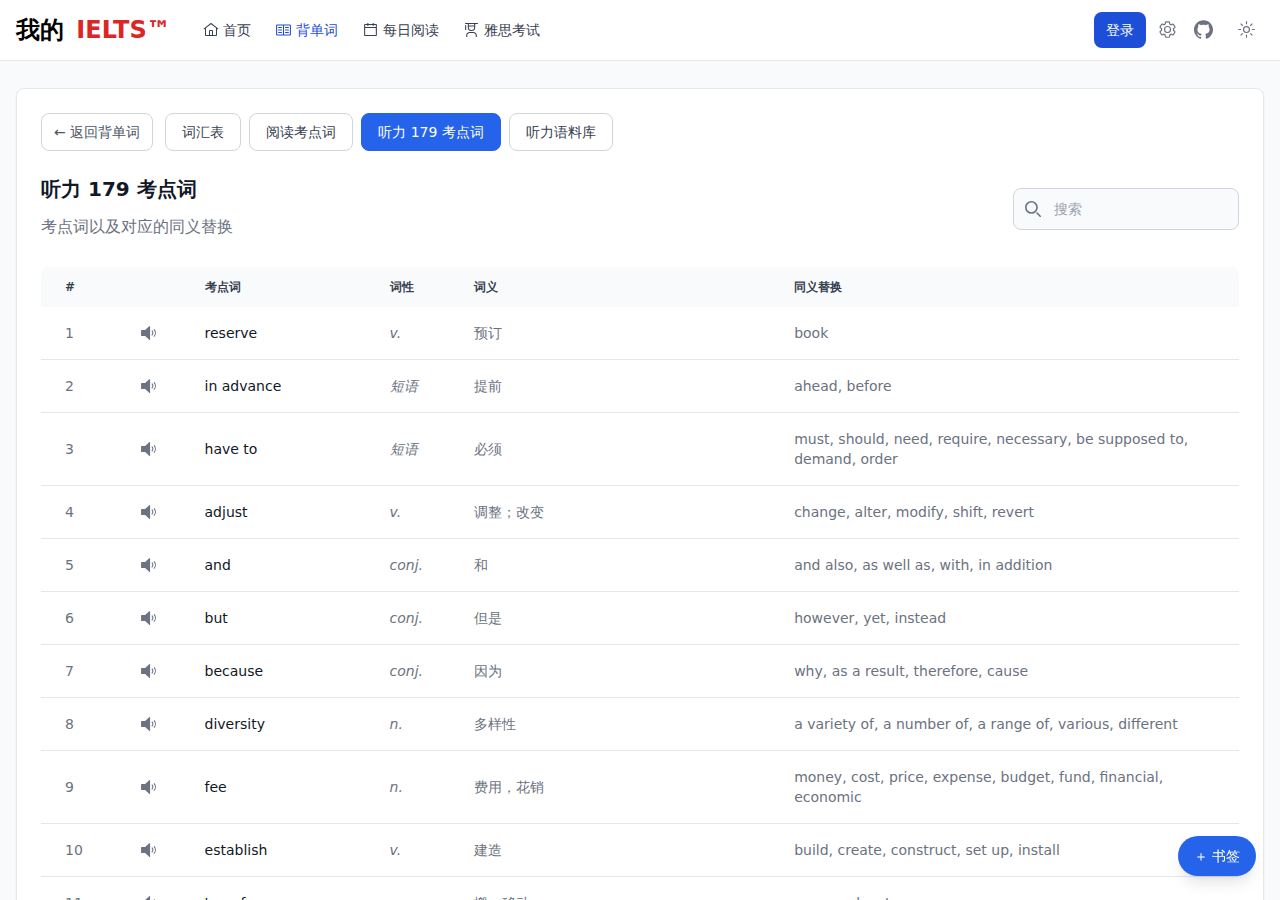 我的 IELTS™ 首页 背单词 每日阅读 雅思考试 登录
← 返回背单词 词汇表 阅读考点词 听力 179 考点词 听力语料库
听力 179 考点词
考点词以及对应的同义替换
搜索
# 考点词 词性 词义 同义替换
1 reserve v. 预订 book
2 in advance 短语 提前 ahead, before
3 have to 短语 必须 must, should, need, require, necessary, be supposed to,
demand, order
4 adjust v. 调整；改变 change, alter, modify, shift, revert
5 and conj. 和 and also, as well as, with, in addition
6 but conj. 但是 however, yet, instead
7 because conj. 因为 why, as a result, therefore, cause
8 diversity n. 多样性 a variety of, a number of, a range of, various, different
9 fee n. 费用，花销 money, cost, price, expense, budget, fund, financial,
economic
10 establish v. 建造 build, create, construct, set up, install
+ 书签